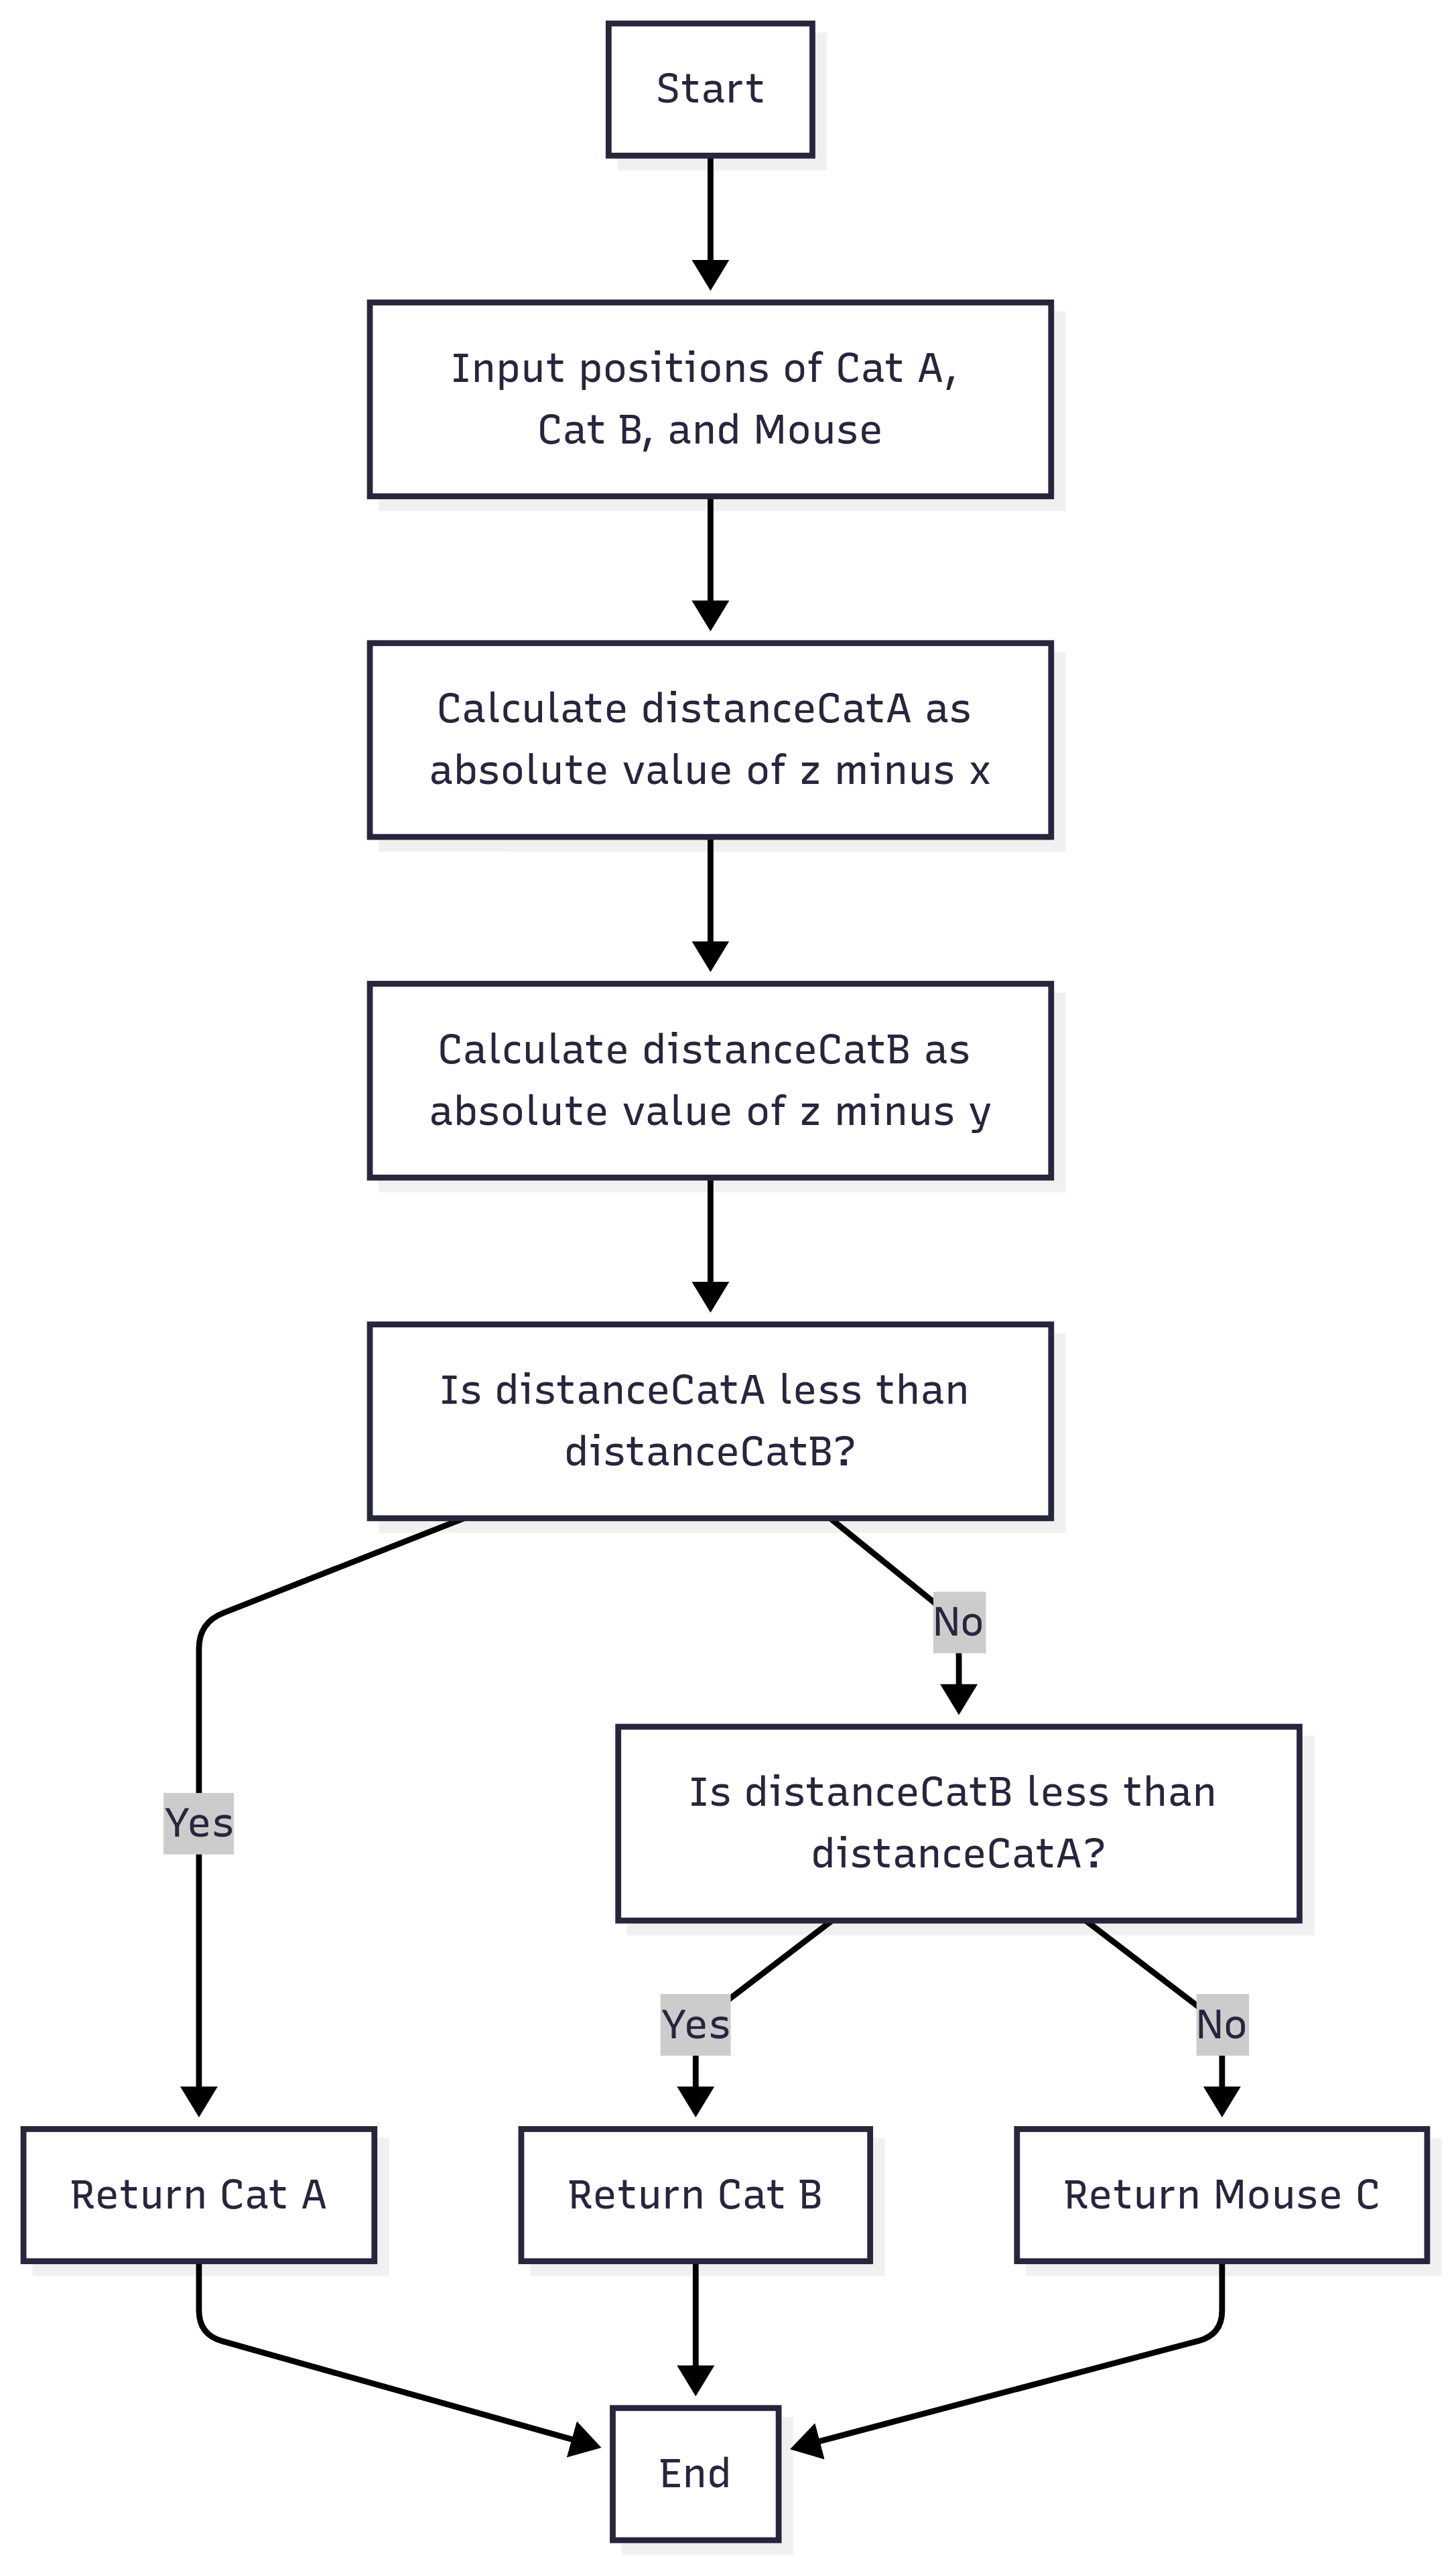 Start
Input positions of Cat A,
Cat B, and Mouse
Calculate distanceCatA as
absolute value of z minus x
Calculate distanceCatB as
absolute value of z minus y
Is distanceCatA less than
distanceCatB?
No
Is distanceCatB less than
distanceCatA?
Yes
Yes
No
Return Cat A
Return Cat B
Return Mouse C
End